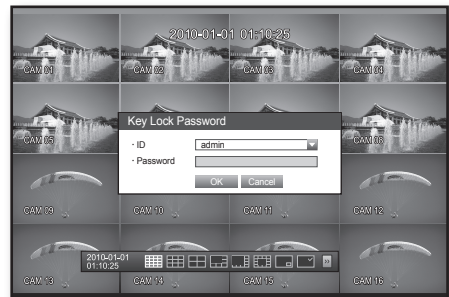 2010-01-01 01:10:25
CAM 01 CAM 02 CAM 03 CAM 04
Key Lock Password
CAM 05 CAM 08
· ID admin
· Password
OK Cancel
CAM 09 CAM 10 CAM 11 CAM 12
2010-01-01
01:10:25
CAM 13 CAM 14 CAM 15 CAM 16